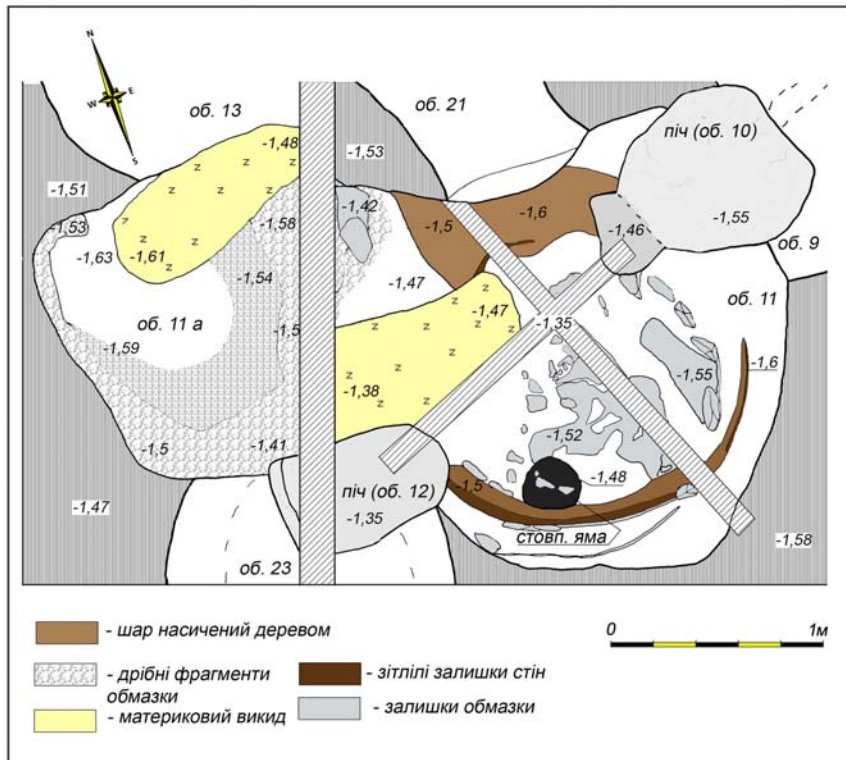 N
W
E
S
об. 13
об. 21
піч (об. 10)
-1,48
-1,53
-1,51
-1,53
-1,58
-1,42
-1,5
-1,6
-1,46
-1,55
об. 9
-1,63
-1,61
-1,54
-1,47
об. 11
об. 11 а
-1,5
-1,47
-1,35
-1,59
-1,38
-1,55
-1,6
-1,52
-1,5
-1,41
-1,5
-1,48
піч (об. 12)
-1,47
-1,35
стовп. яма
-1,58
об. 23
- шар насичений деревом
0
1м
- дрібні фрагменти
обмазки
- зітлілі залишки стін
- материковий викид
- залишки обмазки